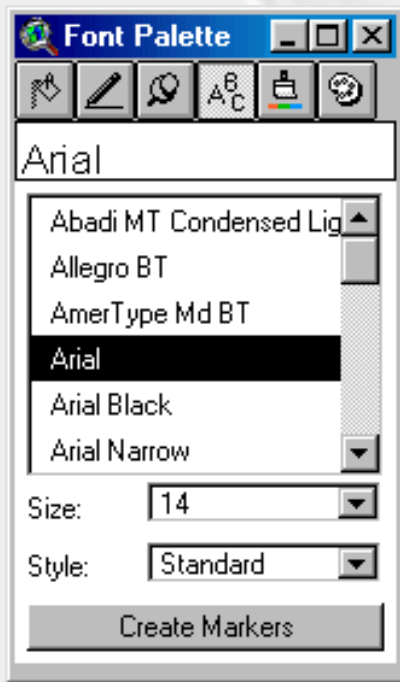 Font Palette
ABC
Arial
Abadi MT Condensed Lig
Allegro BT
AmerType Md BT
Arial
Arial Black
Arial Narrow
Size: 14
Style: Standard
Create Markers